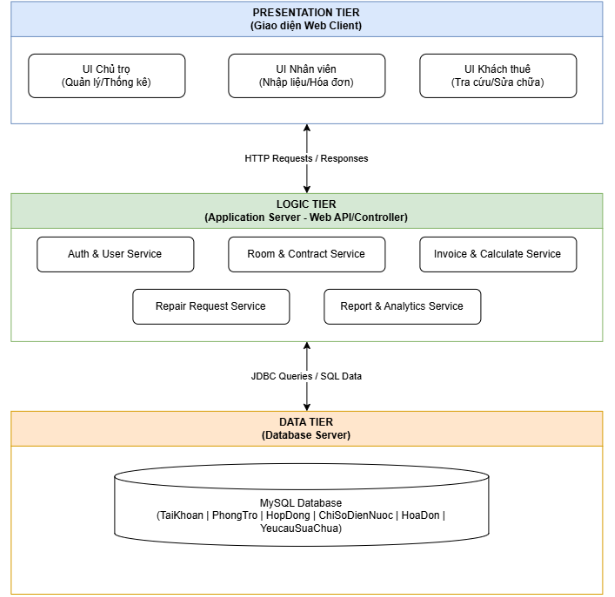 PRESENTATION TIER
(Giao diện Web Client)
UI Chủ trọ
(Quản lý/Thống kê)
UI Nhân viên
(Nhập liệu/Hóa đơn)
UI Khách thuê
(Tra cứu/Sửa chữa)
HTTP Requests / Responses
LOGIC TIER
(Application Server - Web API/Controller)
Auth & User Service
Room & Contract Service
Invoice & Calculate Service
Repair Request Service
Report & Analytics Service
JDBC Queries / SQL Data
DATA TIER
(Database Server)
MySQL Database
(TaiKhoan | PhongTro | HopDong | ChiSoDienNuoc | HoaDon |
YeucauSuaChua)